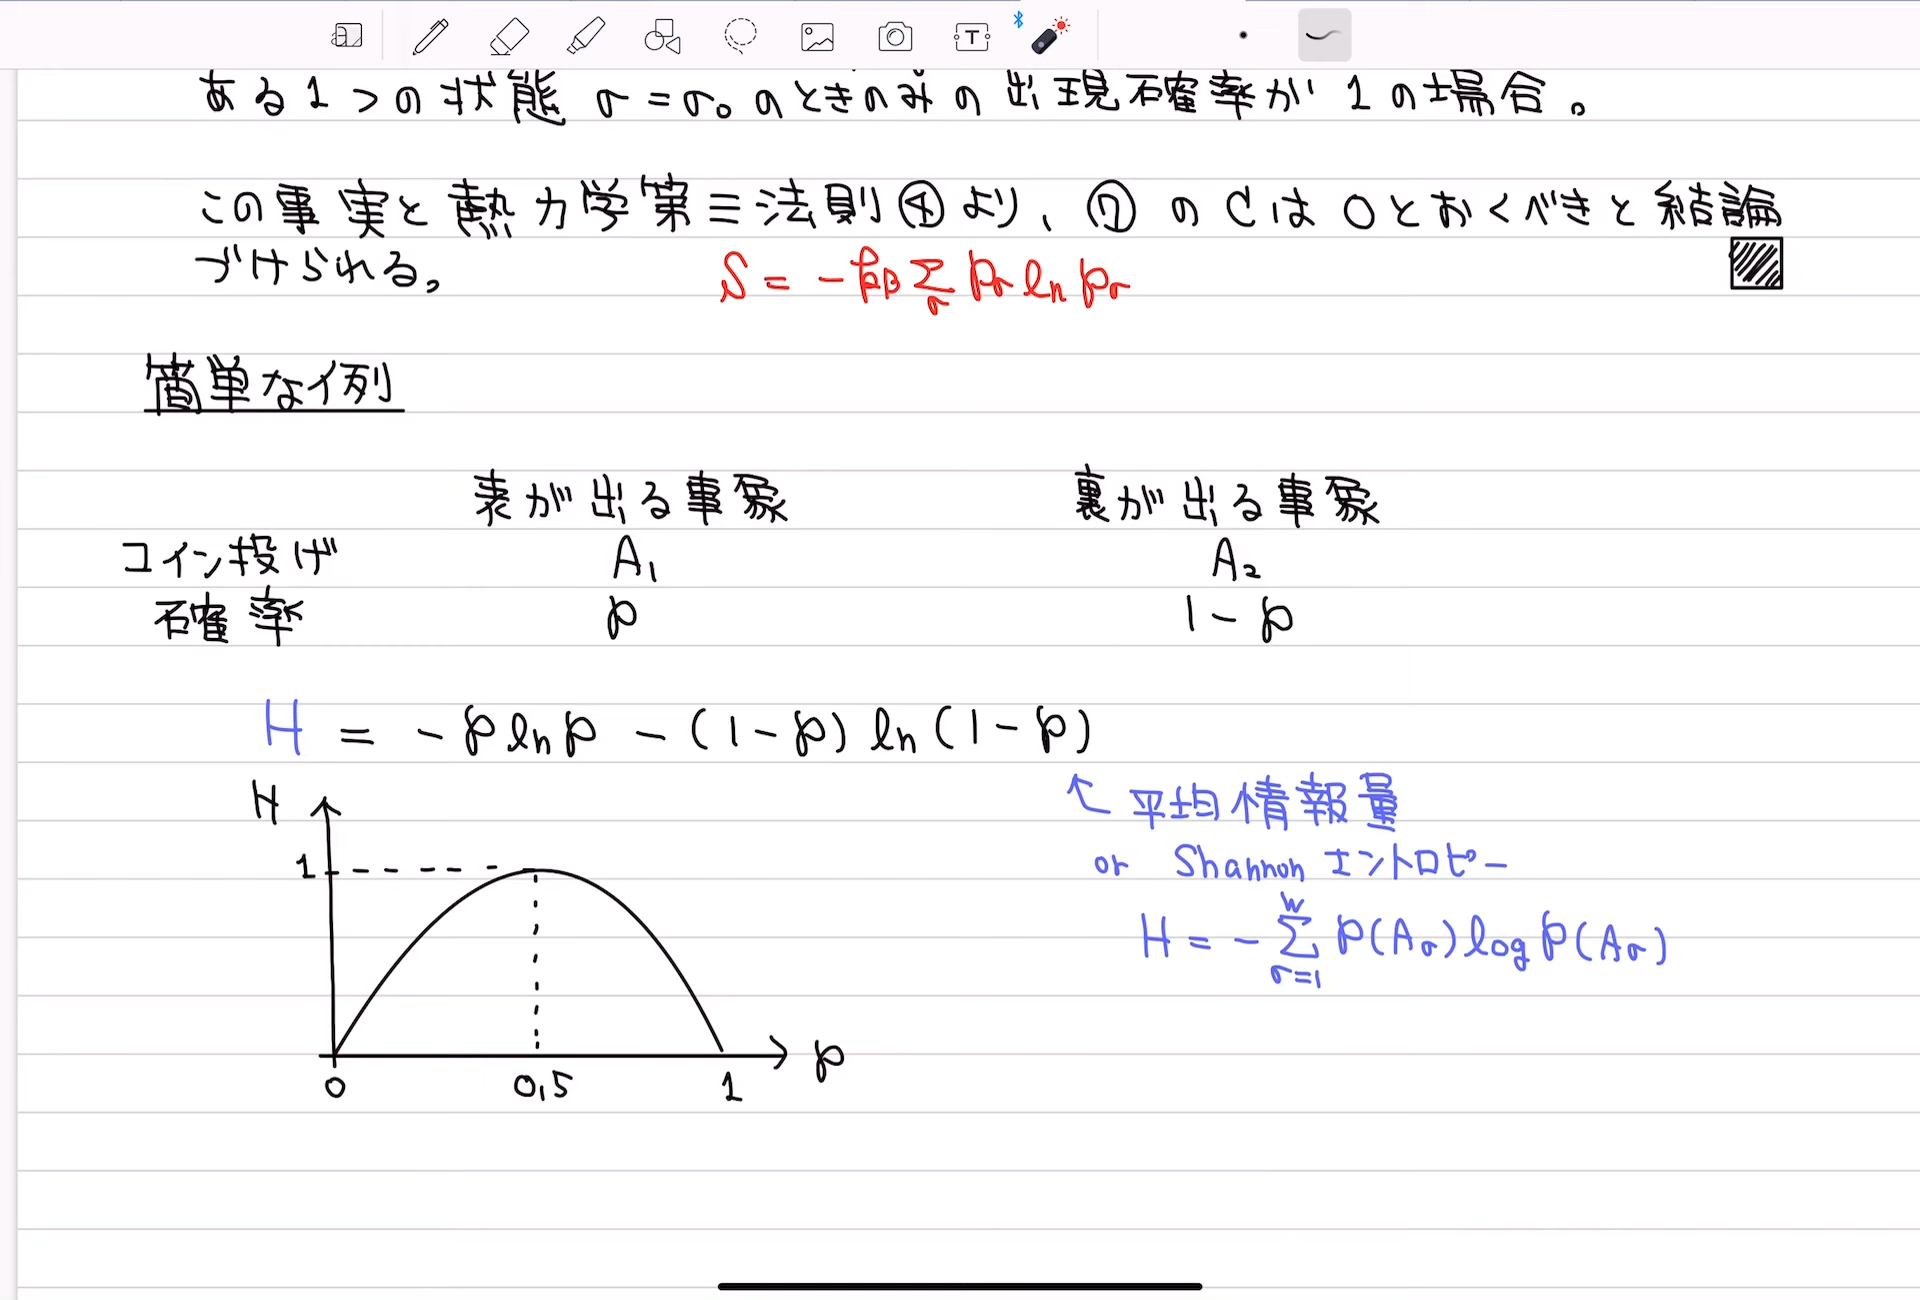 ある1つの状態 σ=σ₀ のときのみの出現確率が 1 の場合。
この事実と熱力学第三法則④より、⑦のCは0とおくべきと結論
づけられる。 S = -k_B Σ_σ p_σ ln p_σ
簡単な例
表が出る事象 裏が出る事象
コイン投げ A₁ A₂
確率 p 1-p
H = -p ln p - (1-p) ln (1-p)
↖ 平均情報量
or Shannon エントロピー
H = -Σ_{σ=1}^{W} p(A_σ) log p(A_σ)
H
1
0 0.5 1 p